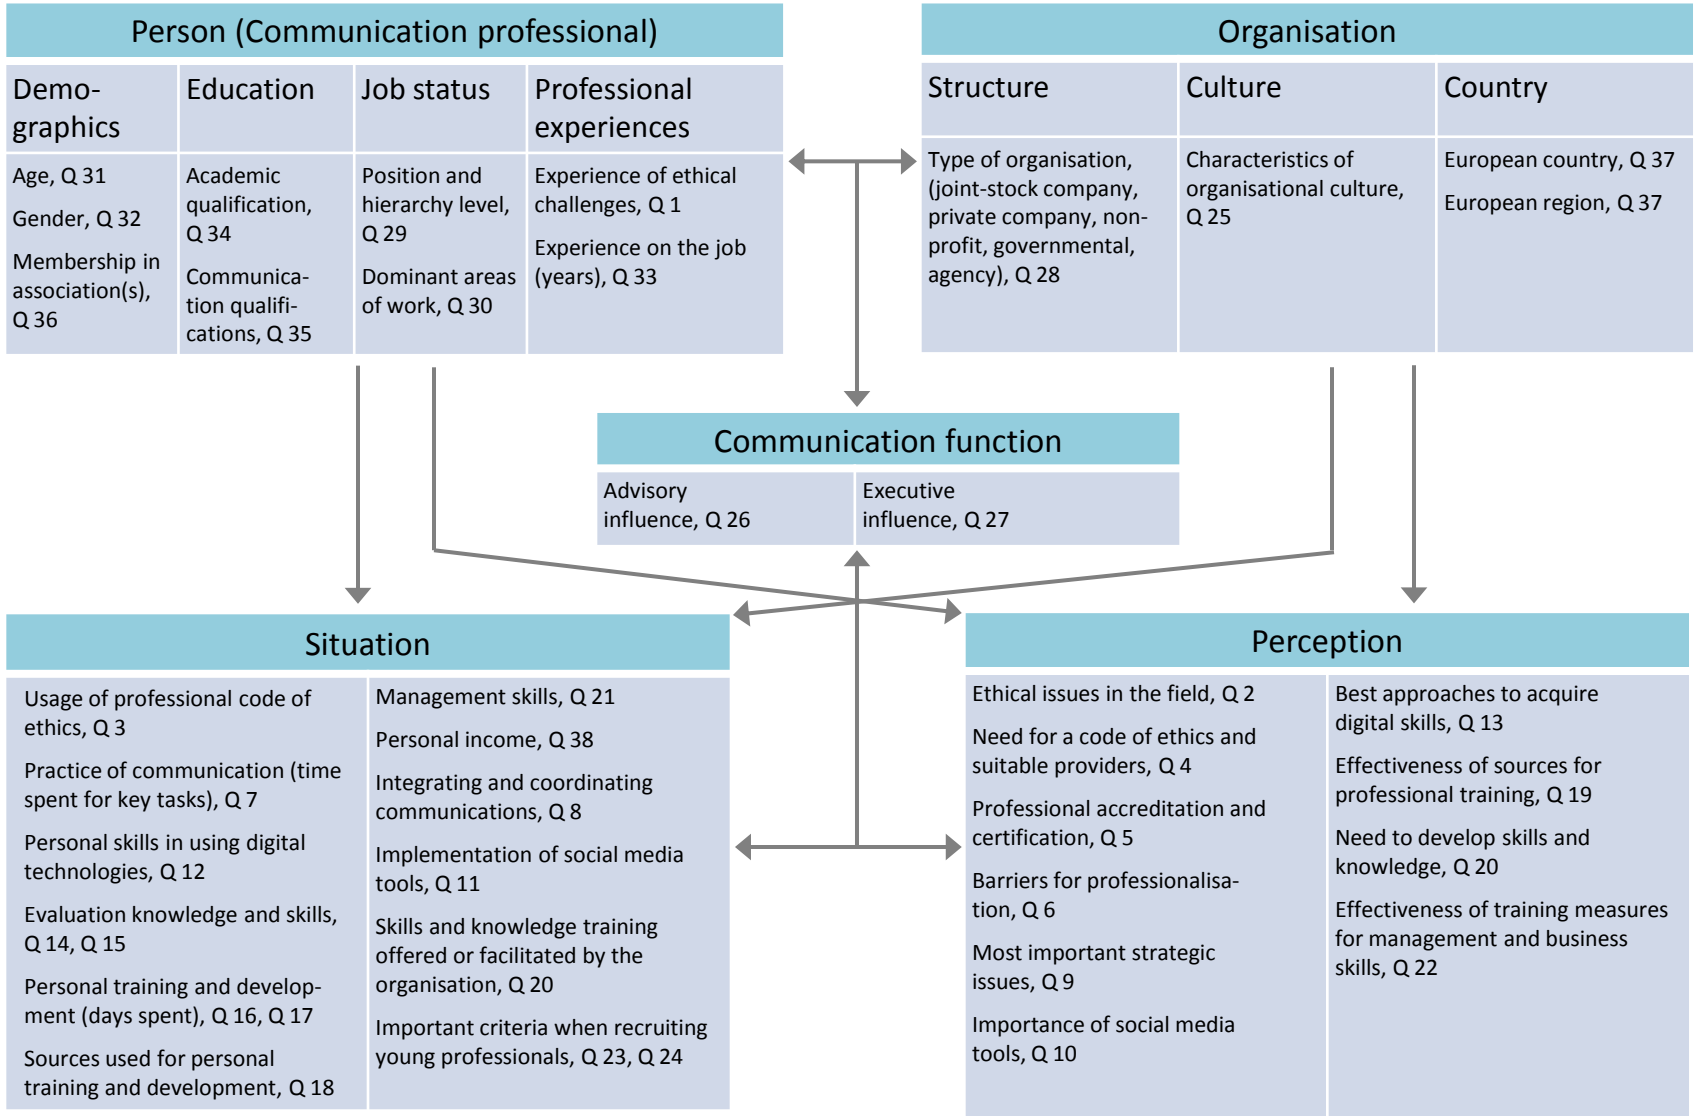 Person (Communication professional)
Demo-
graphics
Education
Job status
Professional
experiences
Age, Q 31
Gender, Q 32
Membership in
association(s),
Q 36
Academic
qualification,
Q 34
Communica-
tion qualifi-
cations, Q 35
Position and
hierarchy level,
Q 29
Dominant areas
of work, Q 30
Experience of ethical
challenges, Q 1
Experience on the job
(years), Q 33
Organisation
Structure
Culture
Country
Type of organisation,
(joint-stock company,
private company, non-
profit, governmental,
agency), Q 28
Characteristics of
organisational culture,
Q 25
European country, Q 37
European region, Q 37
Communication function
Advisory
influence, Q 26
Executive
influence, Q 27
Situation
Usage of professional code of
ethics, Q 3
Practice of communication (time
spent for key tasks), Q 7
Personal skills in using digital
technologies, Q 12
Evaluation knowledge and skills,
Q 14, Q 15
Personal training and develop-
ment (days spent), Q 16, Q 17
Sources used for personal
training and development, Q 18
Management skills, Q 21
Personal income, Q 38
Integrating and coordinating
communications, Q 8
Implementation of social media
tools, Q 11
Skills and knowledge training
offered or facilitated by the
organisation, Q 20
Important criteria when recruiting
young professionals, Q 23, Q 24
Perception
Ethical issues in the field, Q 2
Need for a code of ethics and
suitable providers, Q 4
Professional accreditation and
certification, Q 5
Barriers for professionalisa-
tion, Q 6
Most important strategic
issues, Q 9
Importance of social media
tools, Q 10
Best approaches to acquire
digital skills, Q 13
Effectiveness of sources for
professional training, Q 19
Need to develop skills and
knowledge, Q 20
Effectiveness of training measures
for management and business
skills, Q 22